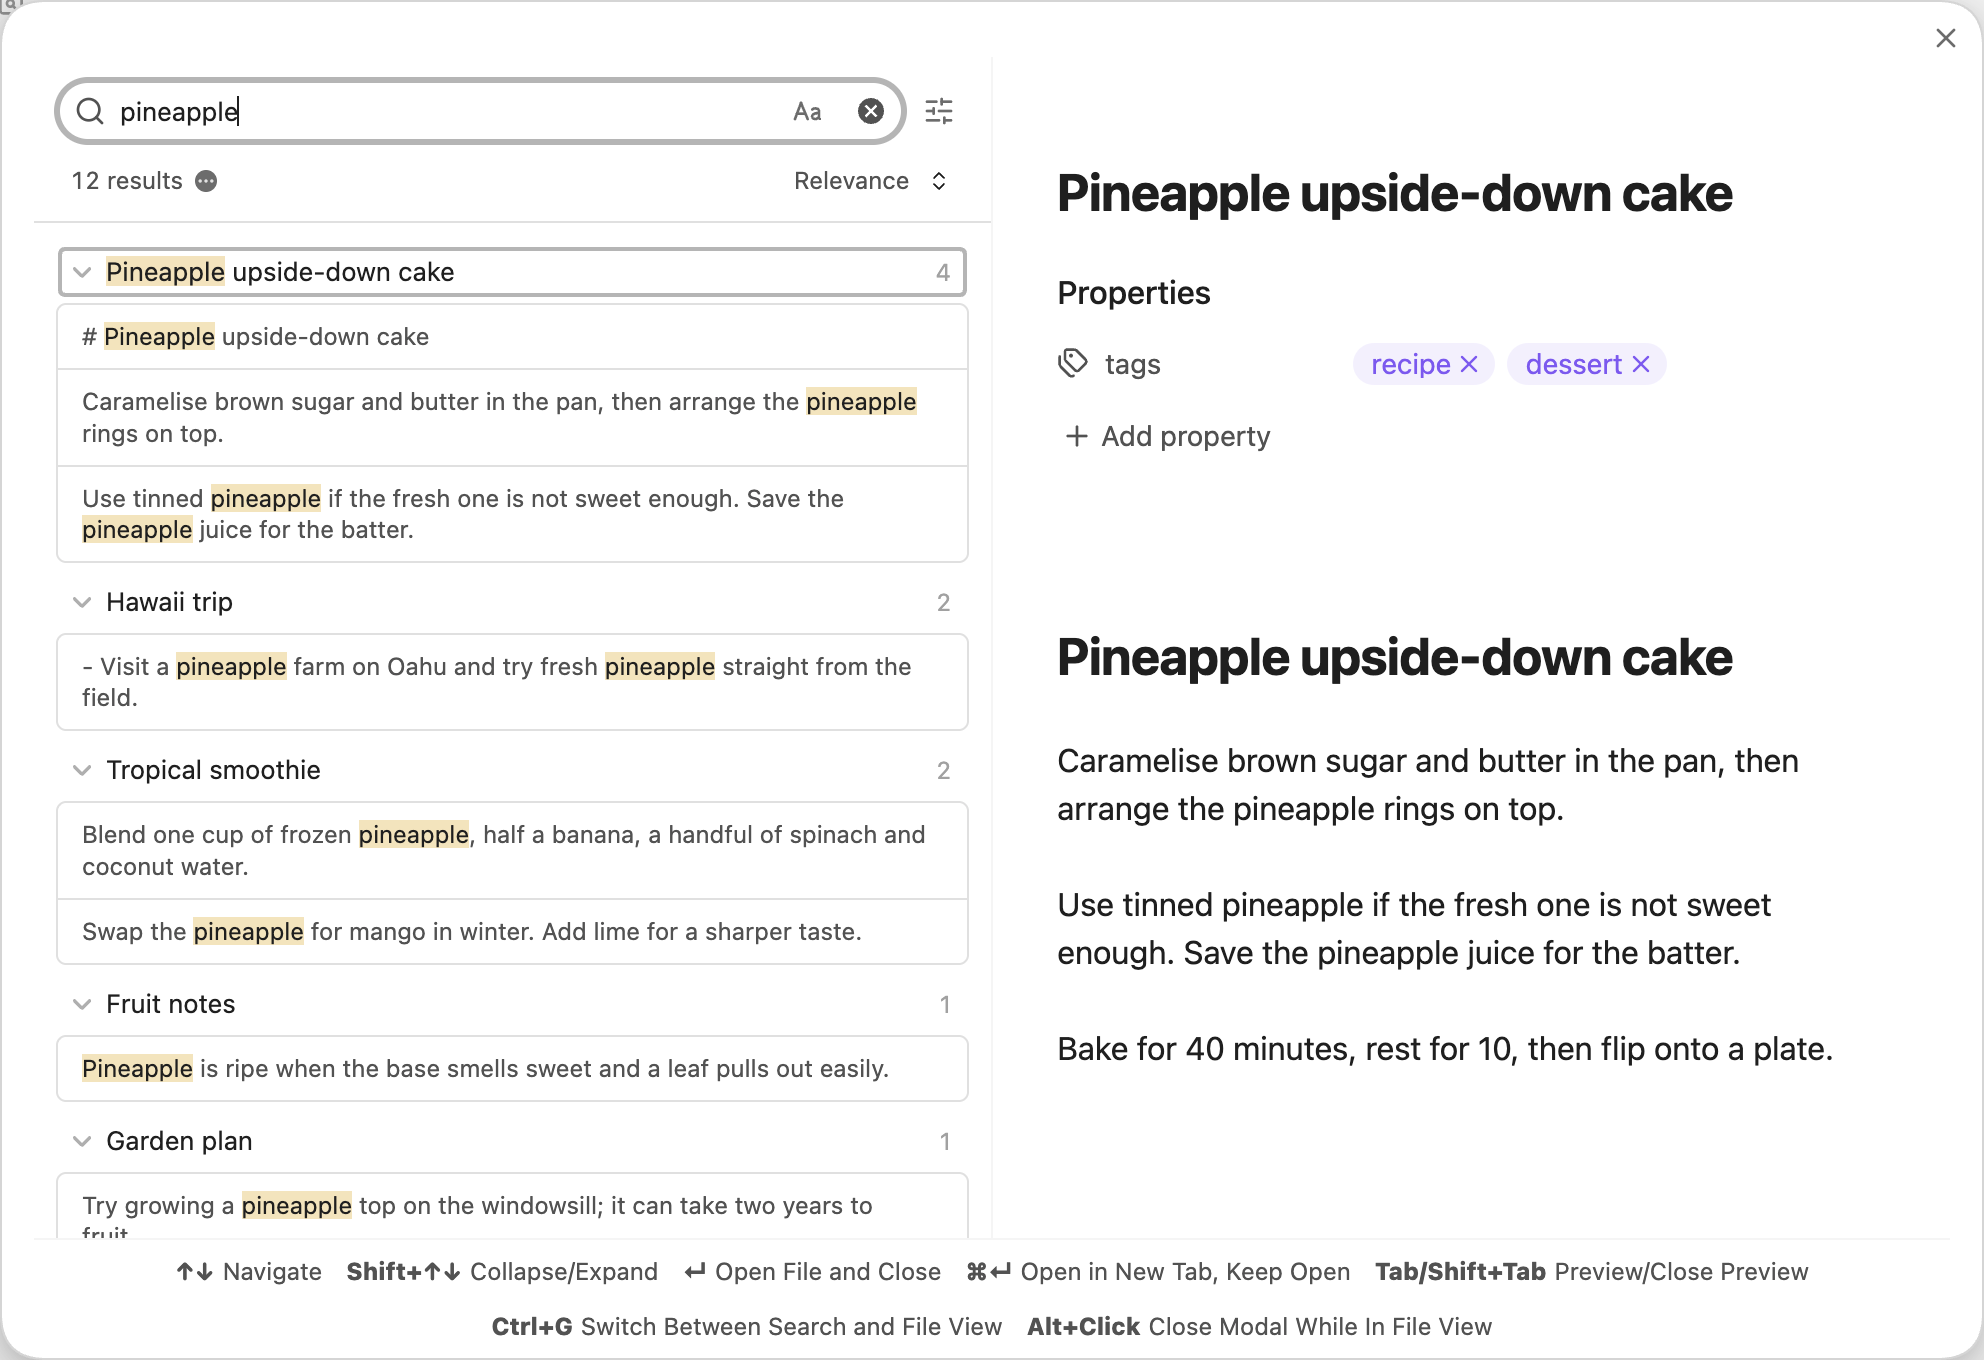 pineapple
Aa
12 results
Relevance
Pineapple upside-down cake 4
# Pineapple upside-down cake
Caramelise brown sugar and butter in the pan, then arrange the pineapple
rings on top.
Use tinned pineapple if the fresh one is not sweet enough. Save the
pineapple juice for the batter.
Hawaii trip 2
- Visit a pineapple farm on Oahu and try fresh pineapple straight from the
field.
Tropical smoothie 2
Blend one cup of frozen pineapple, half a banana, a handful of spinach and
coconut water.
Swap the pineapple for mango in winter. Add lime for a sharper taste.
Fruit notes 1
Pineapple is ripe when the base smells sweet and a leaf pulls out easily.
Garden plan 1
Try growing a pineapple top on the windowsill; it can take two years to
fruit
Pineapple upside-down cake
Properties
tags recipe × dessert ×
+ Add property
Pineapple upside-down cake
Caramelise brown sugar and butter in the pan, then
arrange the pineapple rings on top.
Use tinned pineapple if the fresh one is not sweet
enough. Save the pineapple juice for the batter.
Bake for 40 minutes, rest for 10, then flip onto a plate.
↑↓ Navigate Shift+↑↓ Collapse/Expand ↵ Open File and Close ⌘↵ Open in New Tab, Keep Open Tab/Shift+Tab Preview/Close Preview
Ctrl+G Switch Between Search and File View Alt+Click Close Modal While In File View